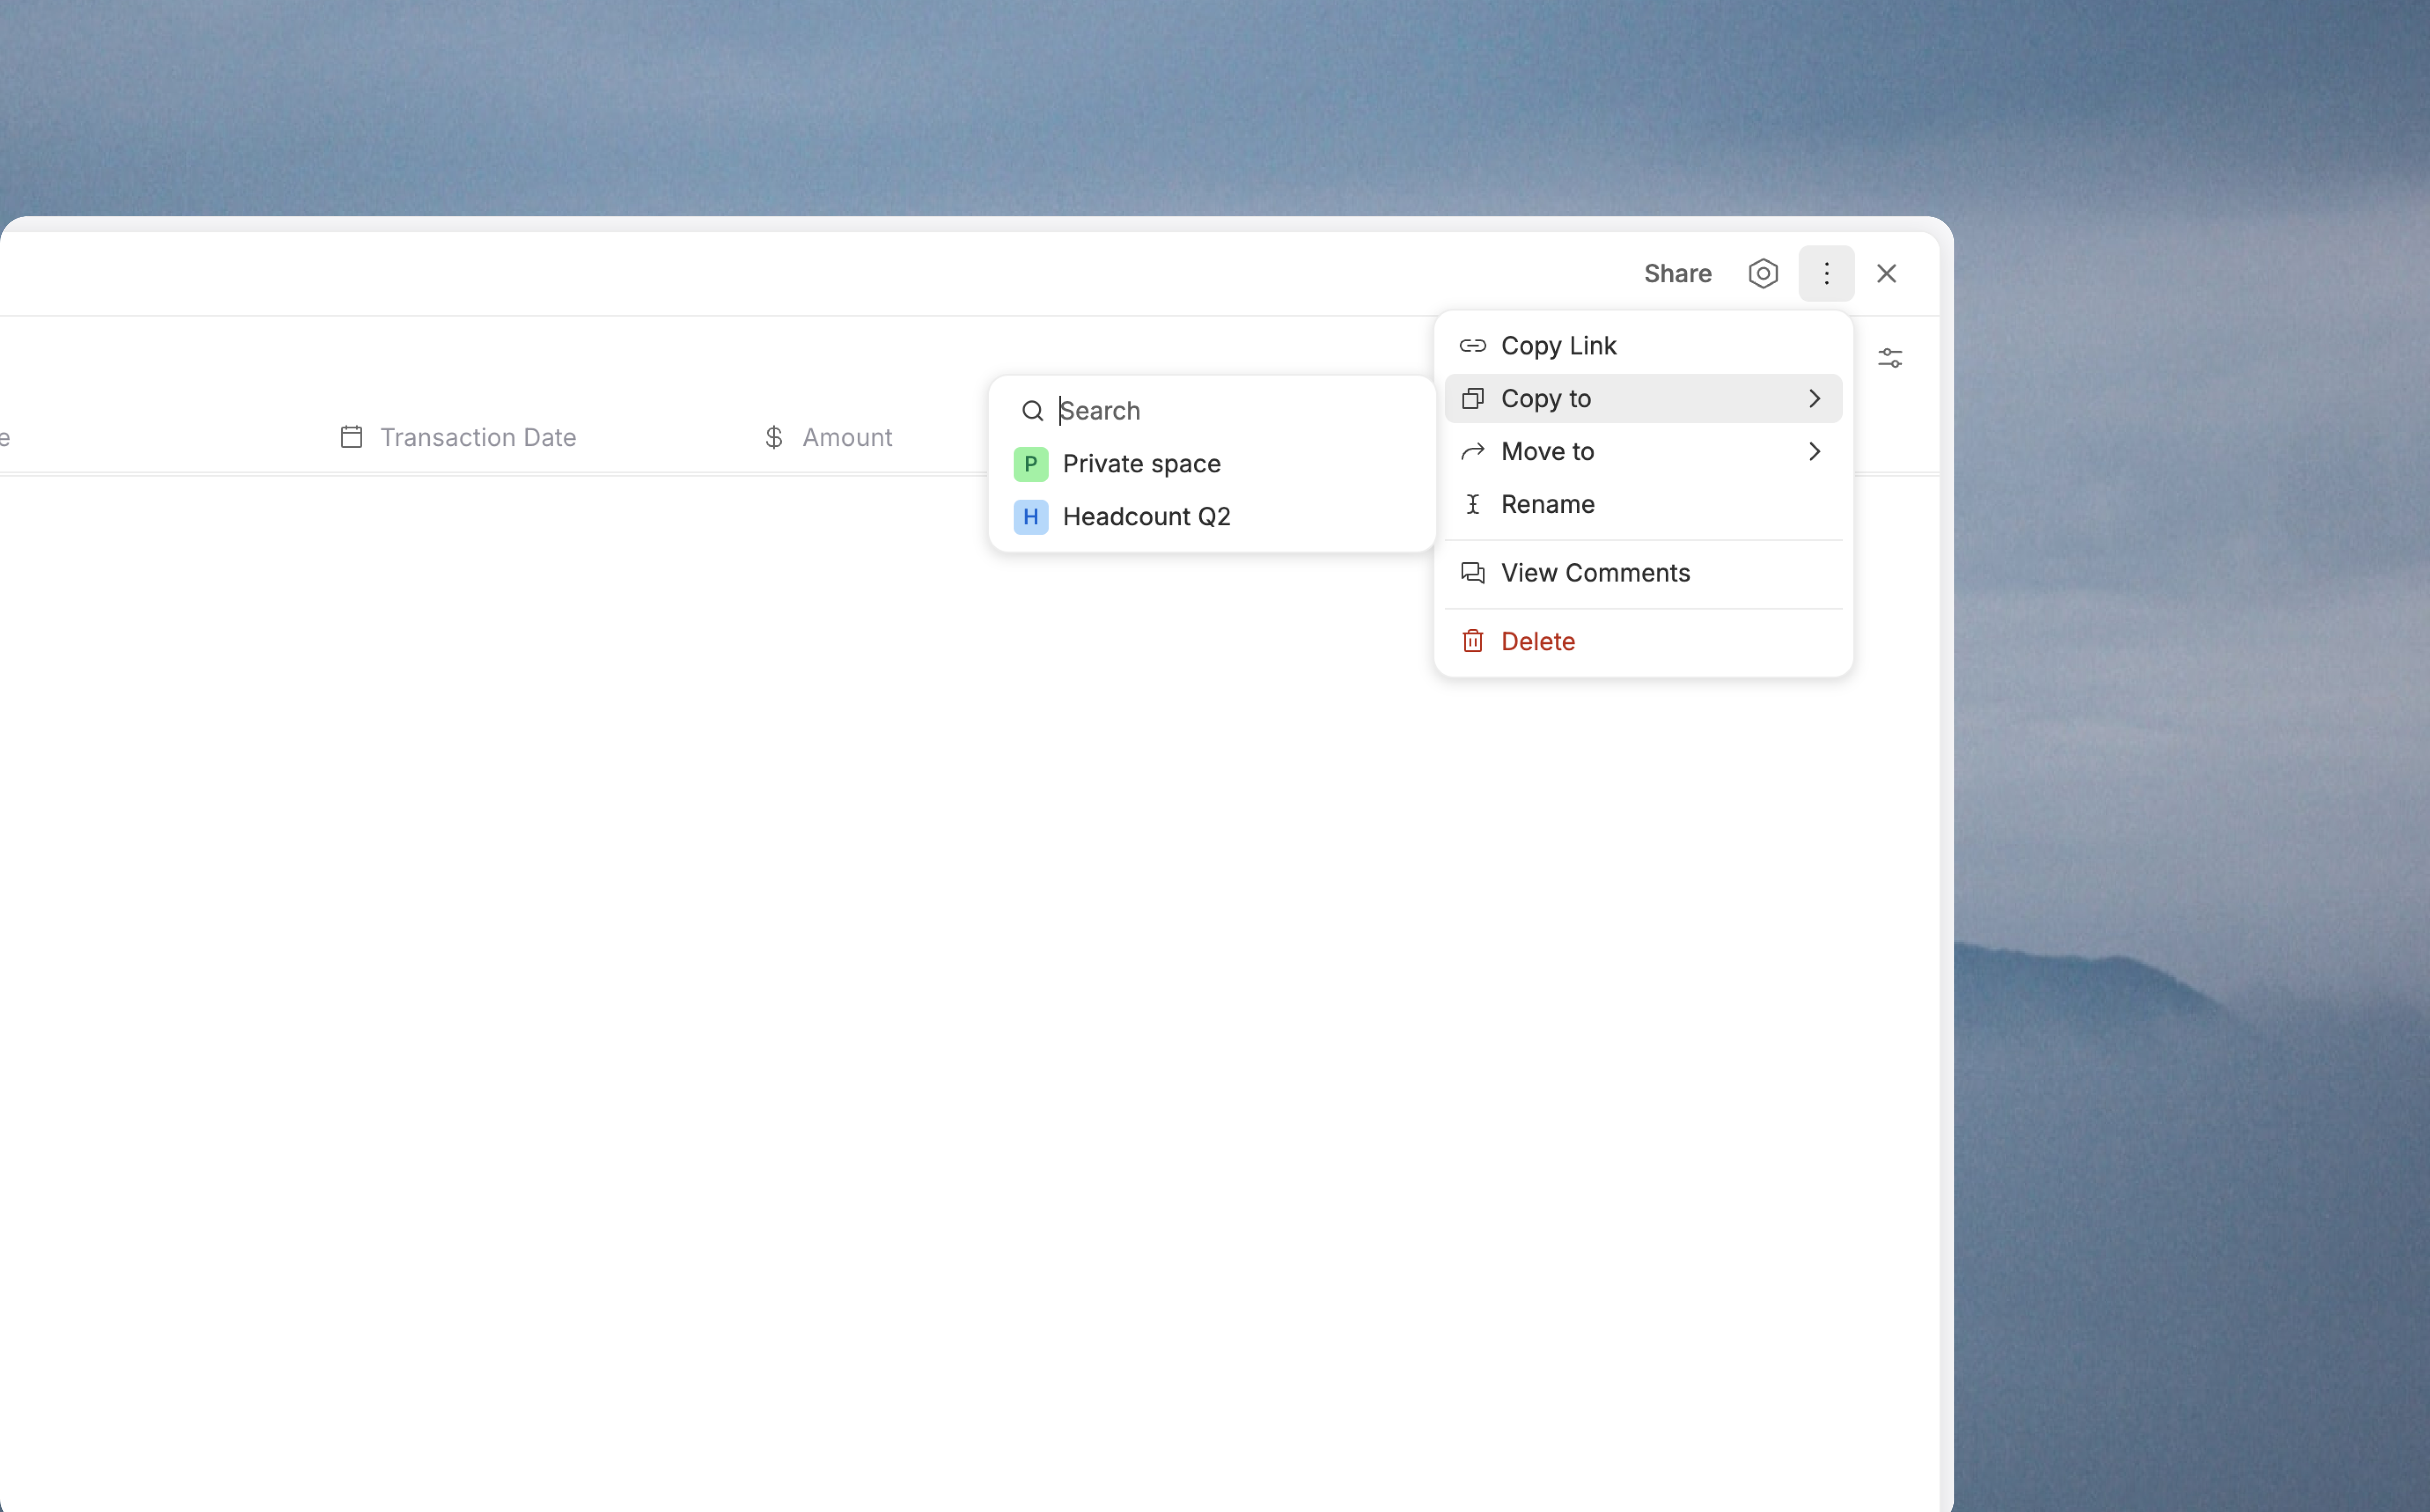 Share
Copy Link
Copy to
Move to
Rename
View Comments
Delete
Search
P Private space
H Headcount Q2
e
Transaction Date
$ Amount